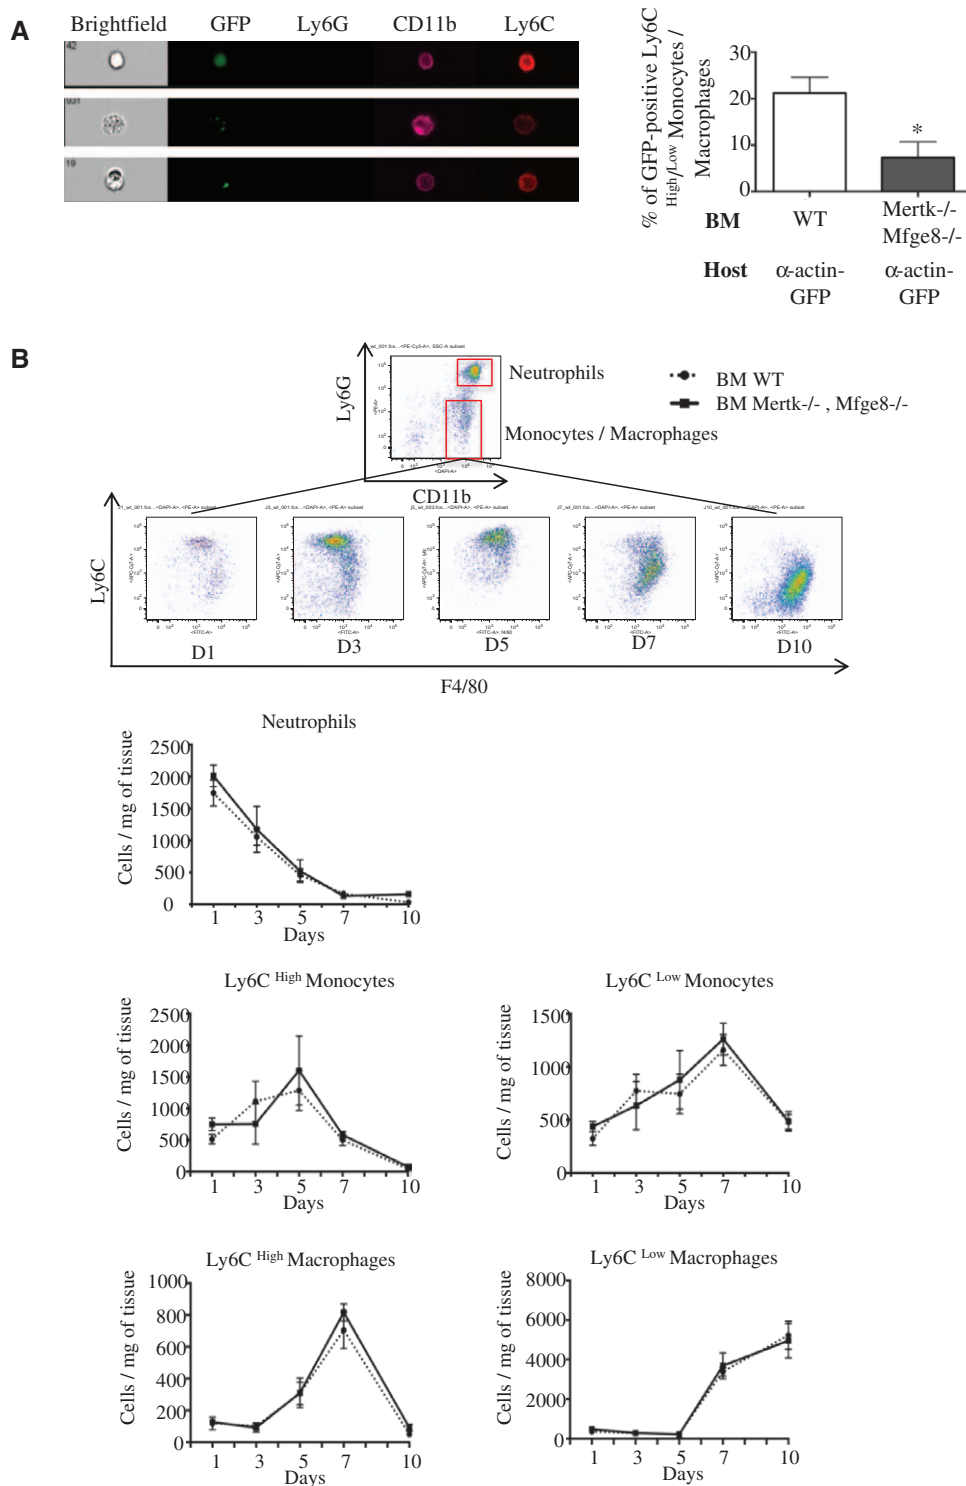 A
Brightfield GFP Ly6G CD11b Ly6C
42
931
19
% of GFP-positive Ly6C
High/Low Monocytes /
Macrophages
30
20
10
0
*
BM WT Mertk-/-
Mfge8-/-
Host α-actin-
GFP
α-actin-
GFP
B
Ly6G
CD11b
Neutrophils
Monocytes / Macrophages
BM WT
BM Mertk-/- , Mfge8-/-
Ly6C
D1 D3 D5 D7 D10
F4/80
Neutrophils
Cells / mg of tissue
2500
2000
1500
1000
500
0
1 3 5 7 10
Days
Ly6C High Monocytes
Cells / mg of tissue
2500
2000
1500
1000
500
0
1 3 5 7 10
Days
Ly6C Low Monocytes
Cells / mg of tissue
1500
1000
500
0
1 3 5 7 10
Days
Ly6C High Macrophages
Cells / mg of tissue
1000
800
600
400
200
0
1 3 5 7 10
Days
Ly6C Low Macrophages
Cells / mg of tissue
8000
6000
4000
2000
0
1 3 5 7 10
Days